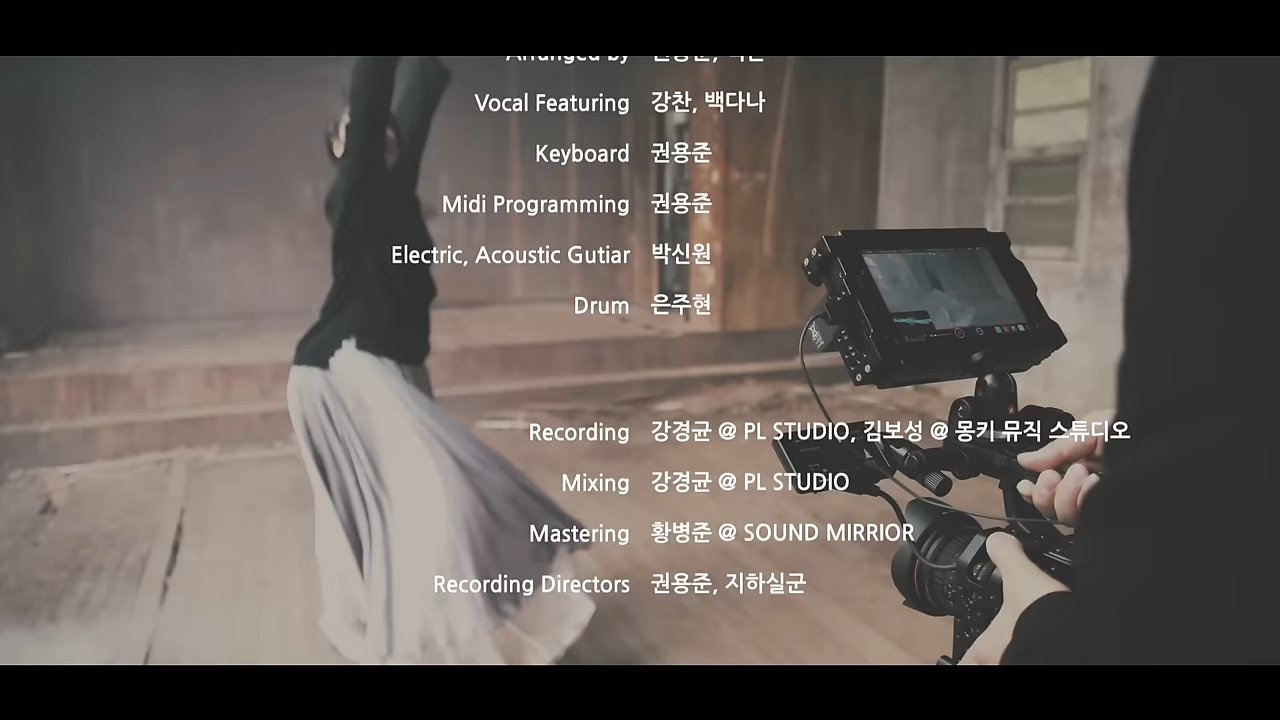 Arranged by
Vocal Featuring 강찬, 백다나
Keyboard 권용준
Midi Programming 권용준
Electric, Acoustic Gutiar 박신원
Drum 은주현
Recording 강경균 @ PL STUDIO, 김보성 @ 몽키 뮤직 스튜디오
Mixing 강경균 @ PL STUDIO
Mastering 황병준 @ SOUND MIRRIOR
Recording Directors 권용준, 지하실군